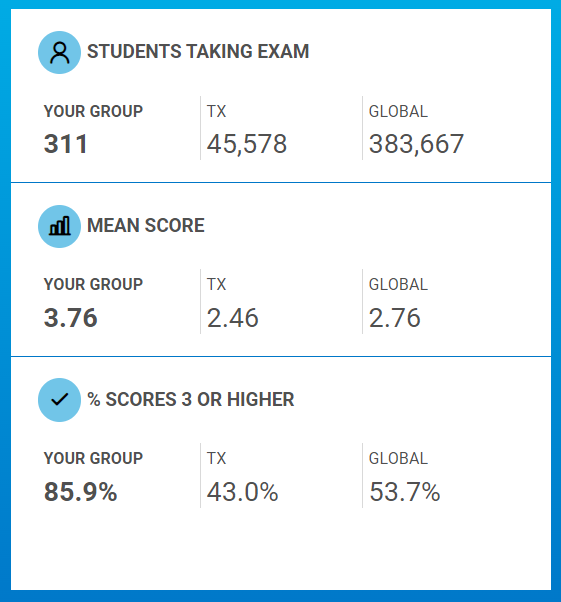 STUDENTS TAKING EXAM
YOUR GROUP TX GLOBAL
311 45,578 383,667
MEAN SCORE
YOUR GROUP TX GLOBAL
3.76 2.46 2.76
% SCORES 3 OR HIGHER
YOUR GROUP TX GLOBAL
85.9% 43.0% 53.7%